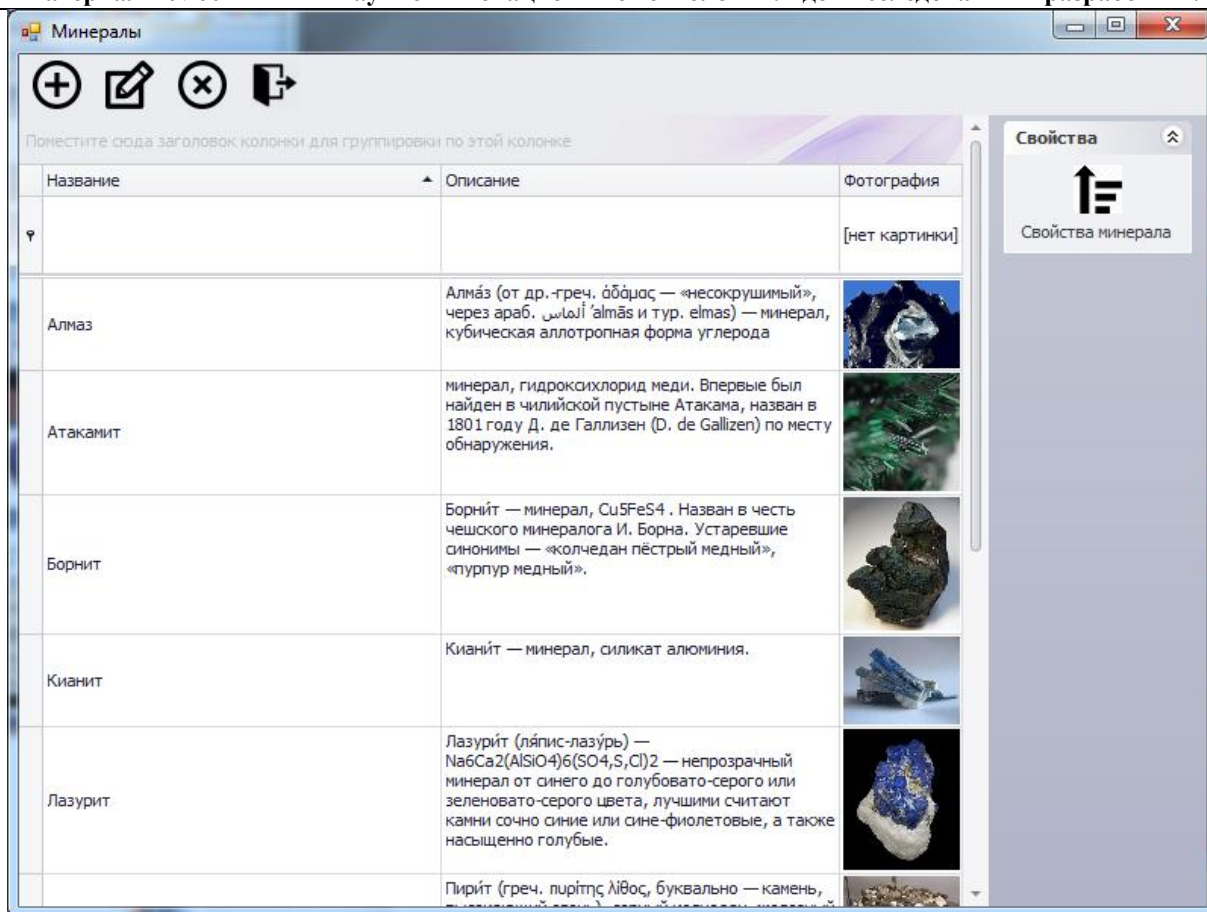 Минералы
Поместите сюда заголовок колонки для группировки по этой колонке
Свойства
Свойства минерала
Название
Описание
Фотография
[нет картинки]
Алмаз
Алма́з (от др.-греч. ἀδάμας — «несокрушимый»,
через араб. ألماس ’almās и тур. elmas) — минерал,
кубическая аллотропная форма углерода
Атакамит
минерал, гидроксихлорид меди. Впервые был
найден в чилийской пустыне Атакама, назван в
1801 году Д. де Галлизен (D. de Gallizen) по месту
обнаружения.
Борнит
Борни́т — минерал, Cu5FeS4 . Назван в честь
чешского минералога И. Борна. Устаревшие
синонимы — «колчедан пёстрый медный»,
«пурпур медный».
Кианит
Киани́т — минерал, силикат алюминия.
Лазурит
Лазури́т (ля́пис-лазу́рь) —
Na6Ca2(AlSiO4)6(SO4,S,Cl)2 — непрозрачный
минерал от синего до голубовато-серого или
зеленовато-серого цвета, лучшими считают
камни сочно синие или сине-фиолетовые, а также
насыщенно голубые.
Пири́т (греч. πυρίτης λίθος, буквально — камень,